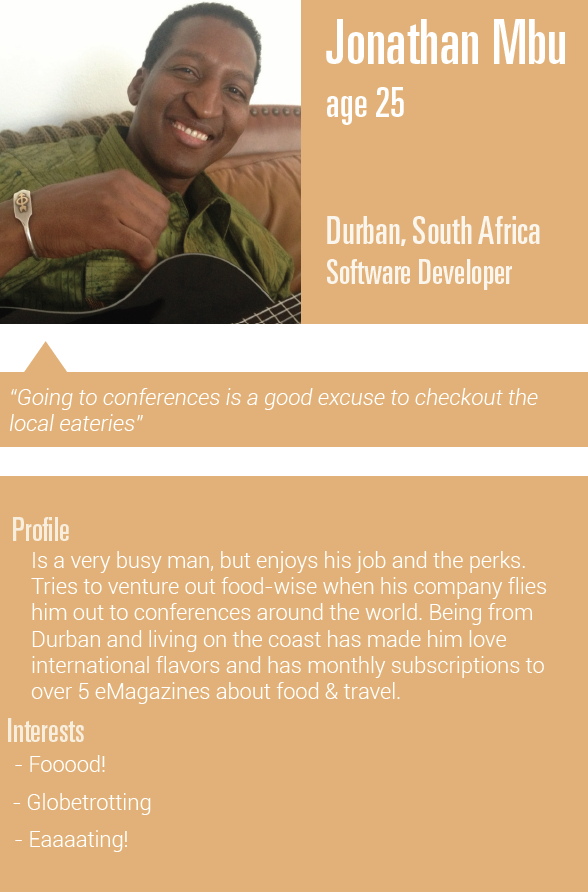 Jonathan Mbu
age 25
Durban, South Africa
Software Developer
“Going to conferences is a good excuse to checkout the
local eateries”
Profile
Is a very busy man, but enjoys his job and the perks.
Tries to venture out food-wise when his company flies
him out to conferences around the world. Being from
Durban and living on the coast has made him love
international flavors and has monthly subscriptions to
over 5 eMagazines about food & travel.
Interests
- Fooood!
- Globetrotting
- Eaaaating!